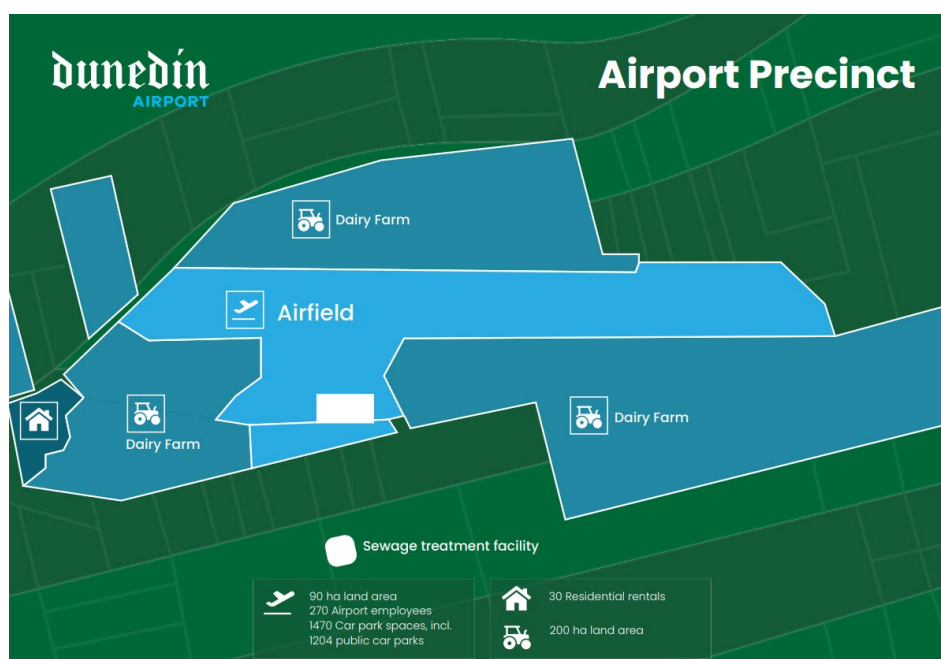 dunedin
AIRPORT
Airport Precinct
Dairy Farm
Airfield
Dairy Farm
Dairy Farm
Sewage treatment facility
90 ha land area
270 Airport employees
1470 Car park spaces, incl.
1204 public car parks
30 Residential rentals
200 ha land area